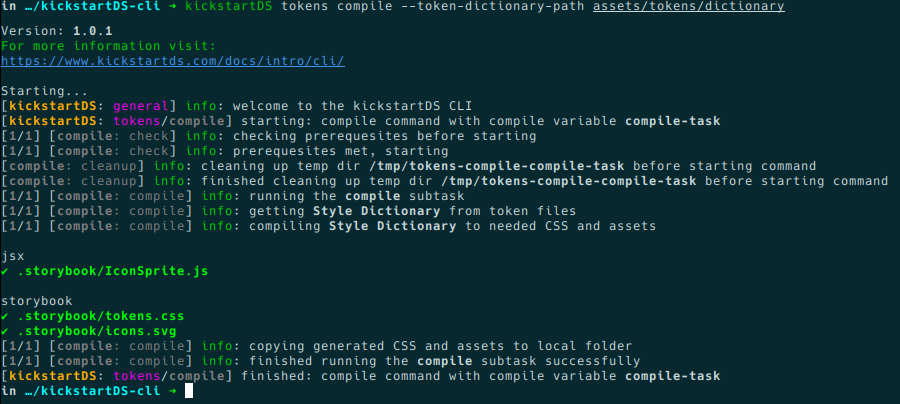 in …/kickstartDS-cli ➜ kickstartDS tokens compile --token-dictionary-path assets/tokens/dictionary
Version: 1.0.1
For more information visit:
https://www.kickstartds.com/docs/intro/cli/
Starting...
[kickstartDS: general] info: welcome to the kickstartDS CLI
[kickstartDS: tokens/compile] starting: compile command with compile variable compile-task
[1/1] [compile: check] info: checking prerequesites before starting
[1/1] [compile: check] info: prerequesites met, starting
[compile: cleanup] info: cleaning up temp dir /tmp/tokens-compile-compile-task before starting command
[compile: cleanup] info: finished cleaning up temp dir /tmp/tokens-compile-compile-task before starting command
[1/1] [compile: compile] info: running the compile subtask
[1/1] [compile: compile] info: getting Style Dictionary from token files
[1/1] [compile: compile] info: compiling Style Dictionary to needed CSS and assets
jsx
✔ .storybook/IconSprite.js
storybook
✔ .storybook/tokens.css
✔ .storybook/icons.svg
[1/1] [compile: compile] info: copying generated CSS and assets to local folder
[1/1] [compile: compile] info: finished running the compile subtask successfully
[kickstartDS: tokens/compile] finished: compile command with compile variable compile-task
in …/kickstartDS-cli ➜